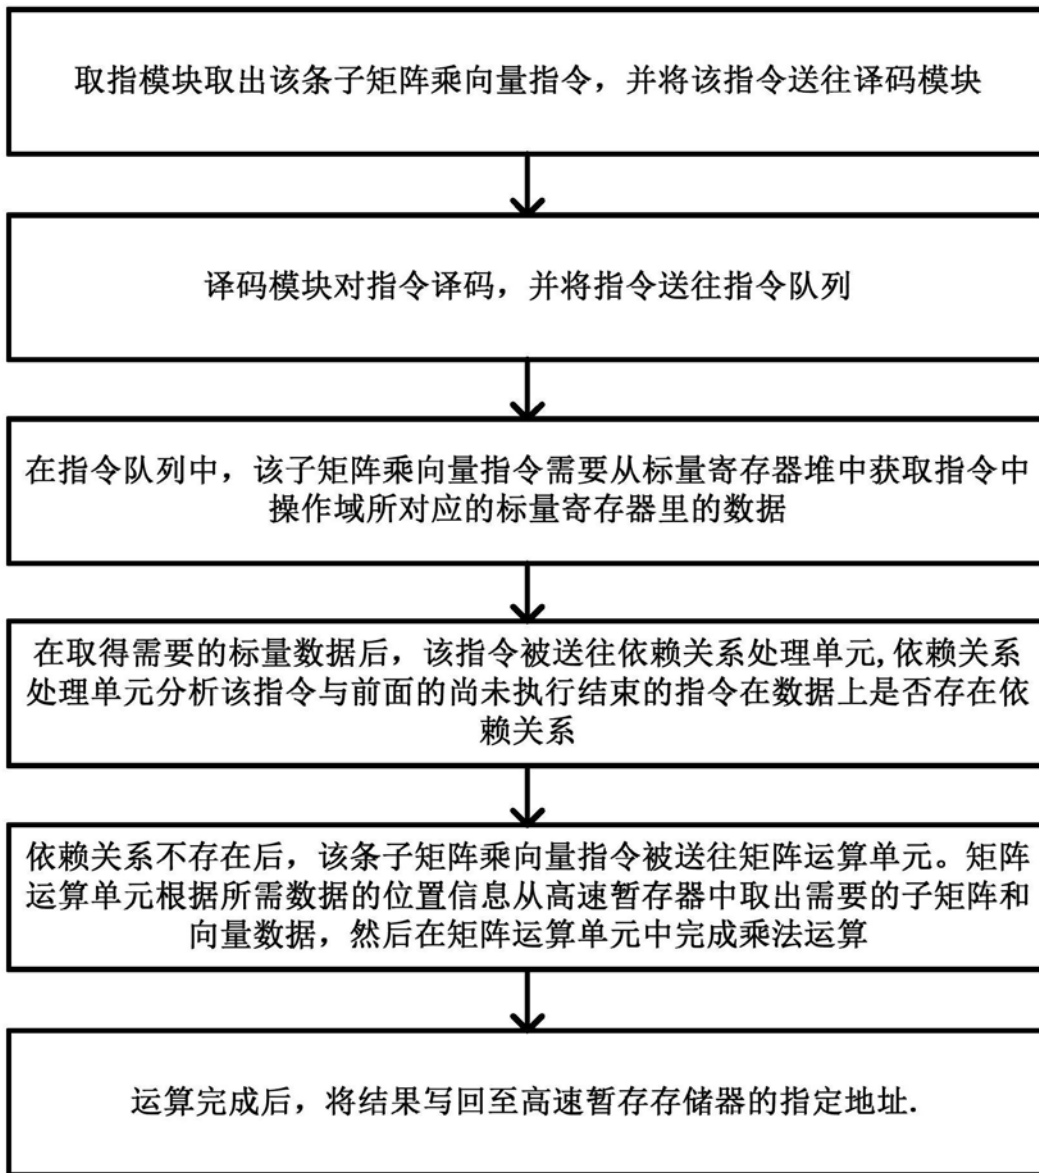 取指模块取出该条子矩阵乘向量指令，并将该指令送往译码模块
译码模块对指令译码，并将指令送往指令队列
在指令队列中，该子矩阵乘向量指令需要从标量寄存器堆中获取指令中
操作域所对应的标量寄存器里的数据
在取得需要的标量数据后，该指令被送往依赖关系处理单元,依赖关系
处理单元分析该指令与前面的尚未执行结束的指令在数据上是否存在依
赖关系
依赖关系不存在后，该条子矩阵乘向量指令被送往矩阵运算单元。矩阵
运算单元根据所需数据的位置信息从高速暂存器中取出需要的子矩阵和
向量数据，然后在矩阵运算单元中完成乘法运算
运算完成后，将结果写回至高速暂存存储器的指定地址.